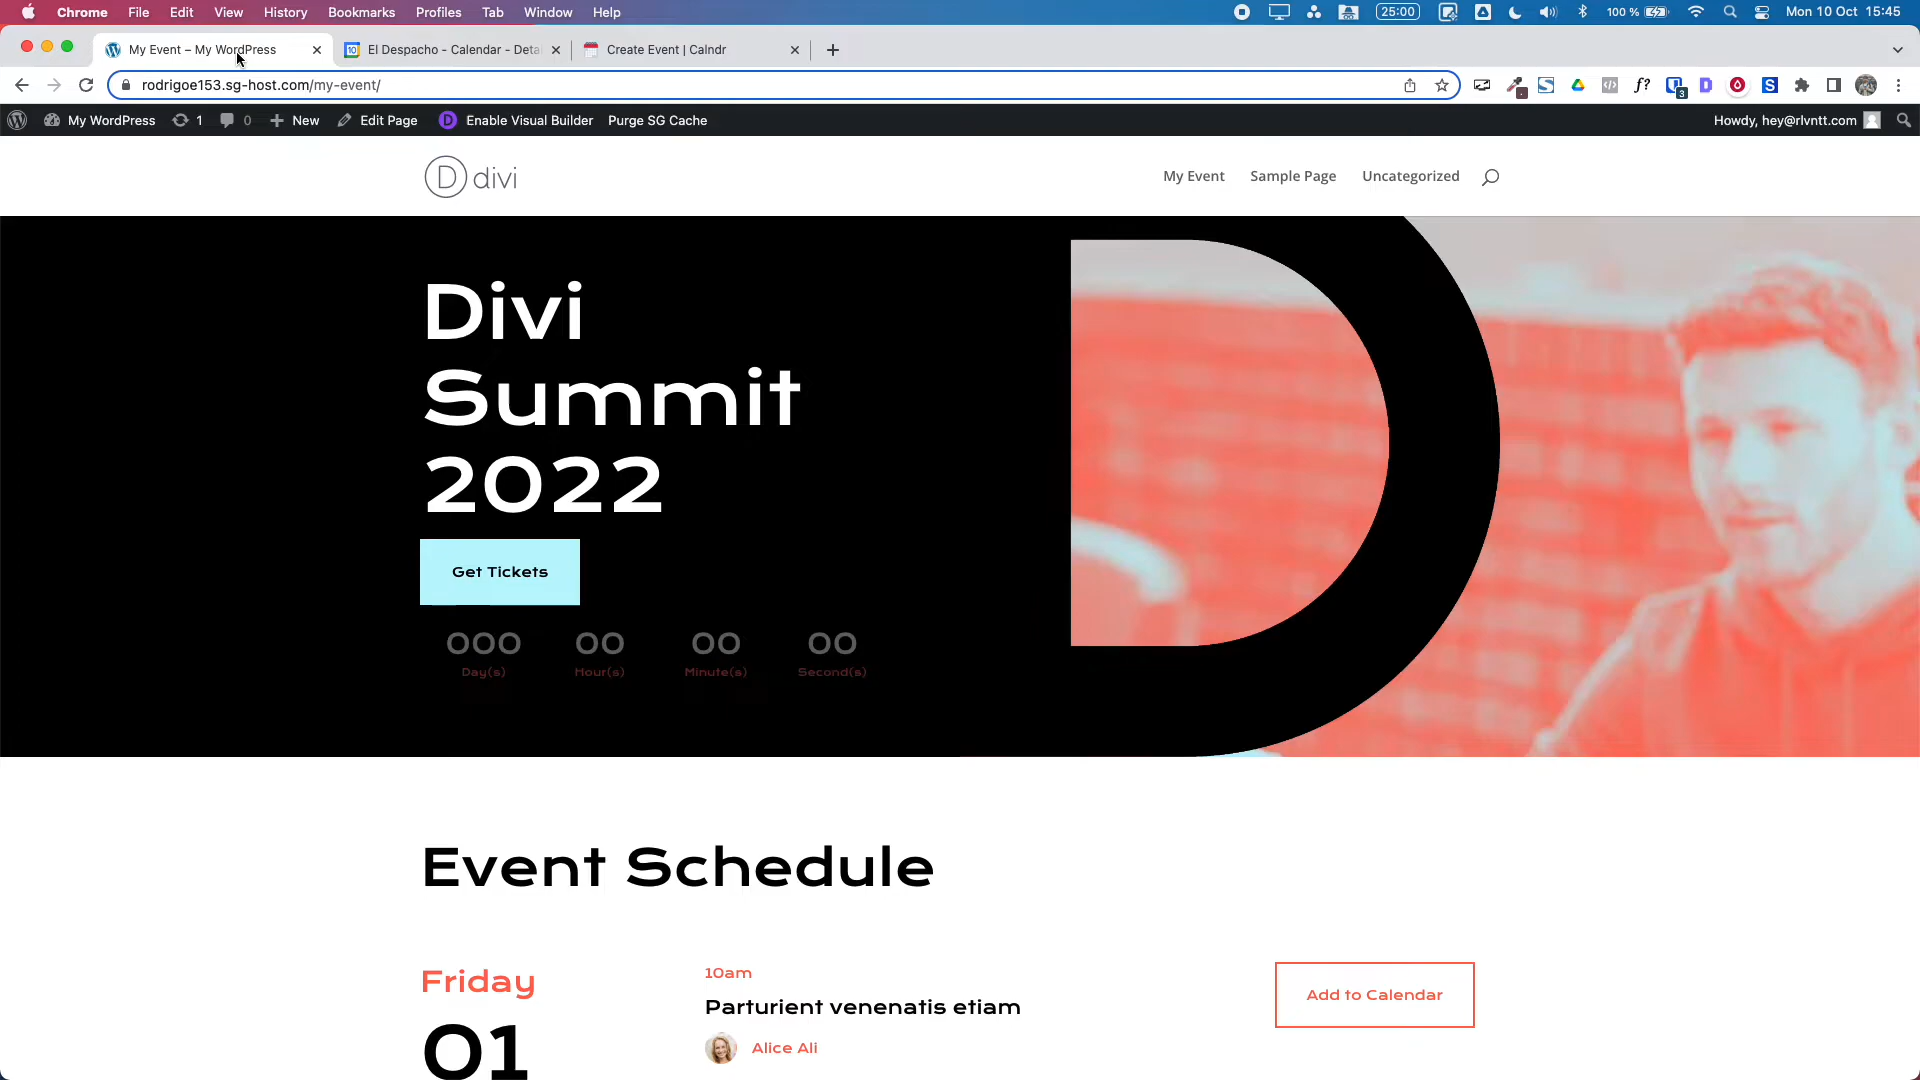 Chrome File Edit View History Bookmarks Profiles Tab Window Help 25:00 100 % Mon 10 Oct 15:45
My Event – My WordPress El Despacho - Calendar - Deta Create Event | Calndr
rodrigoe153.sg-host.com/my-event/
My WordPress 1 0 New Edit Page Enable Visual Builder Purge SG Cache Howdy, hey@rlvntt.com
D divi My Event Sample Page Uncategorized
Divi
Summit
2022
Get Tickets
000 00 00 00
Day(s) Hour(s) Minute(s) Second(s)
Event Schedule
Friday
01
10am
Parturient venenatis etiam
Alice Ali
Add to Calendar